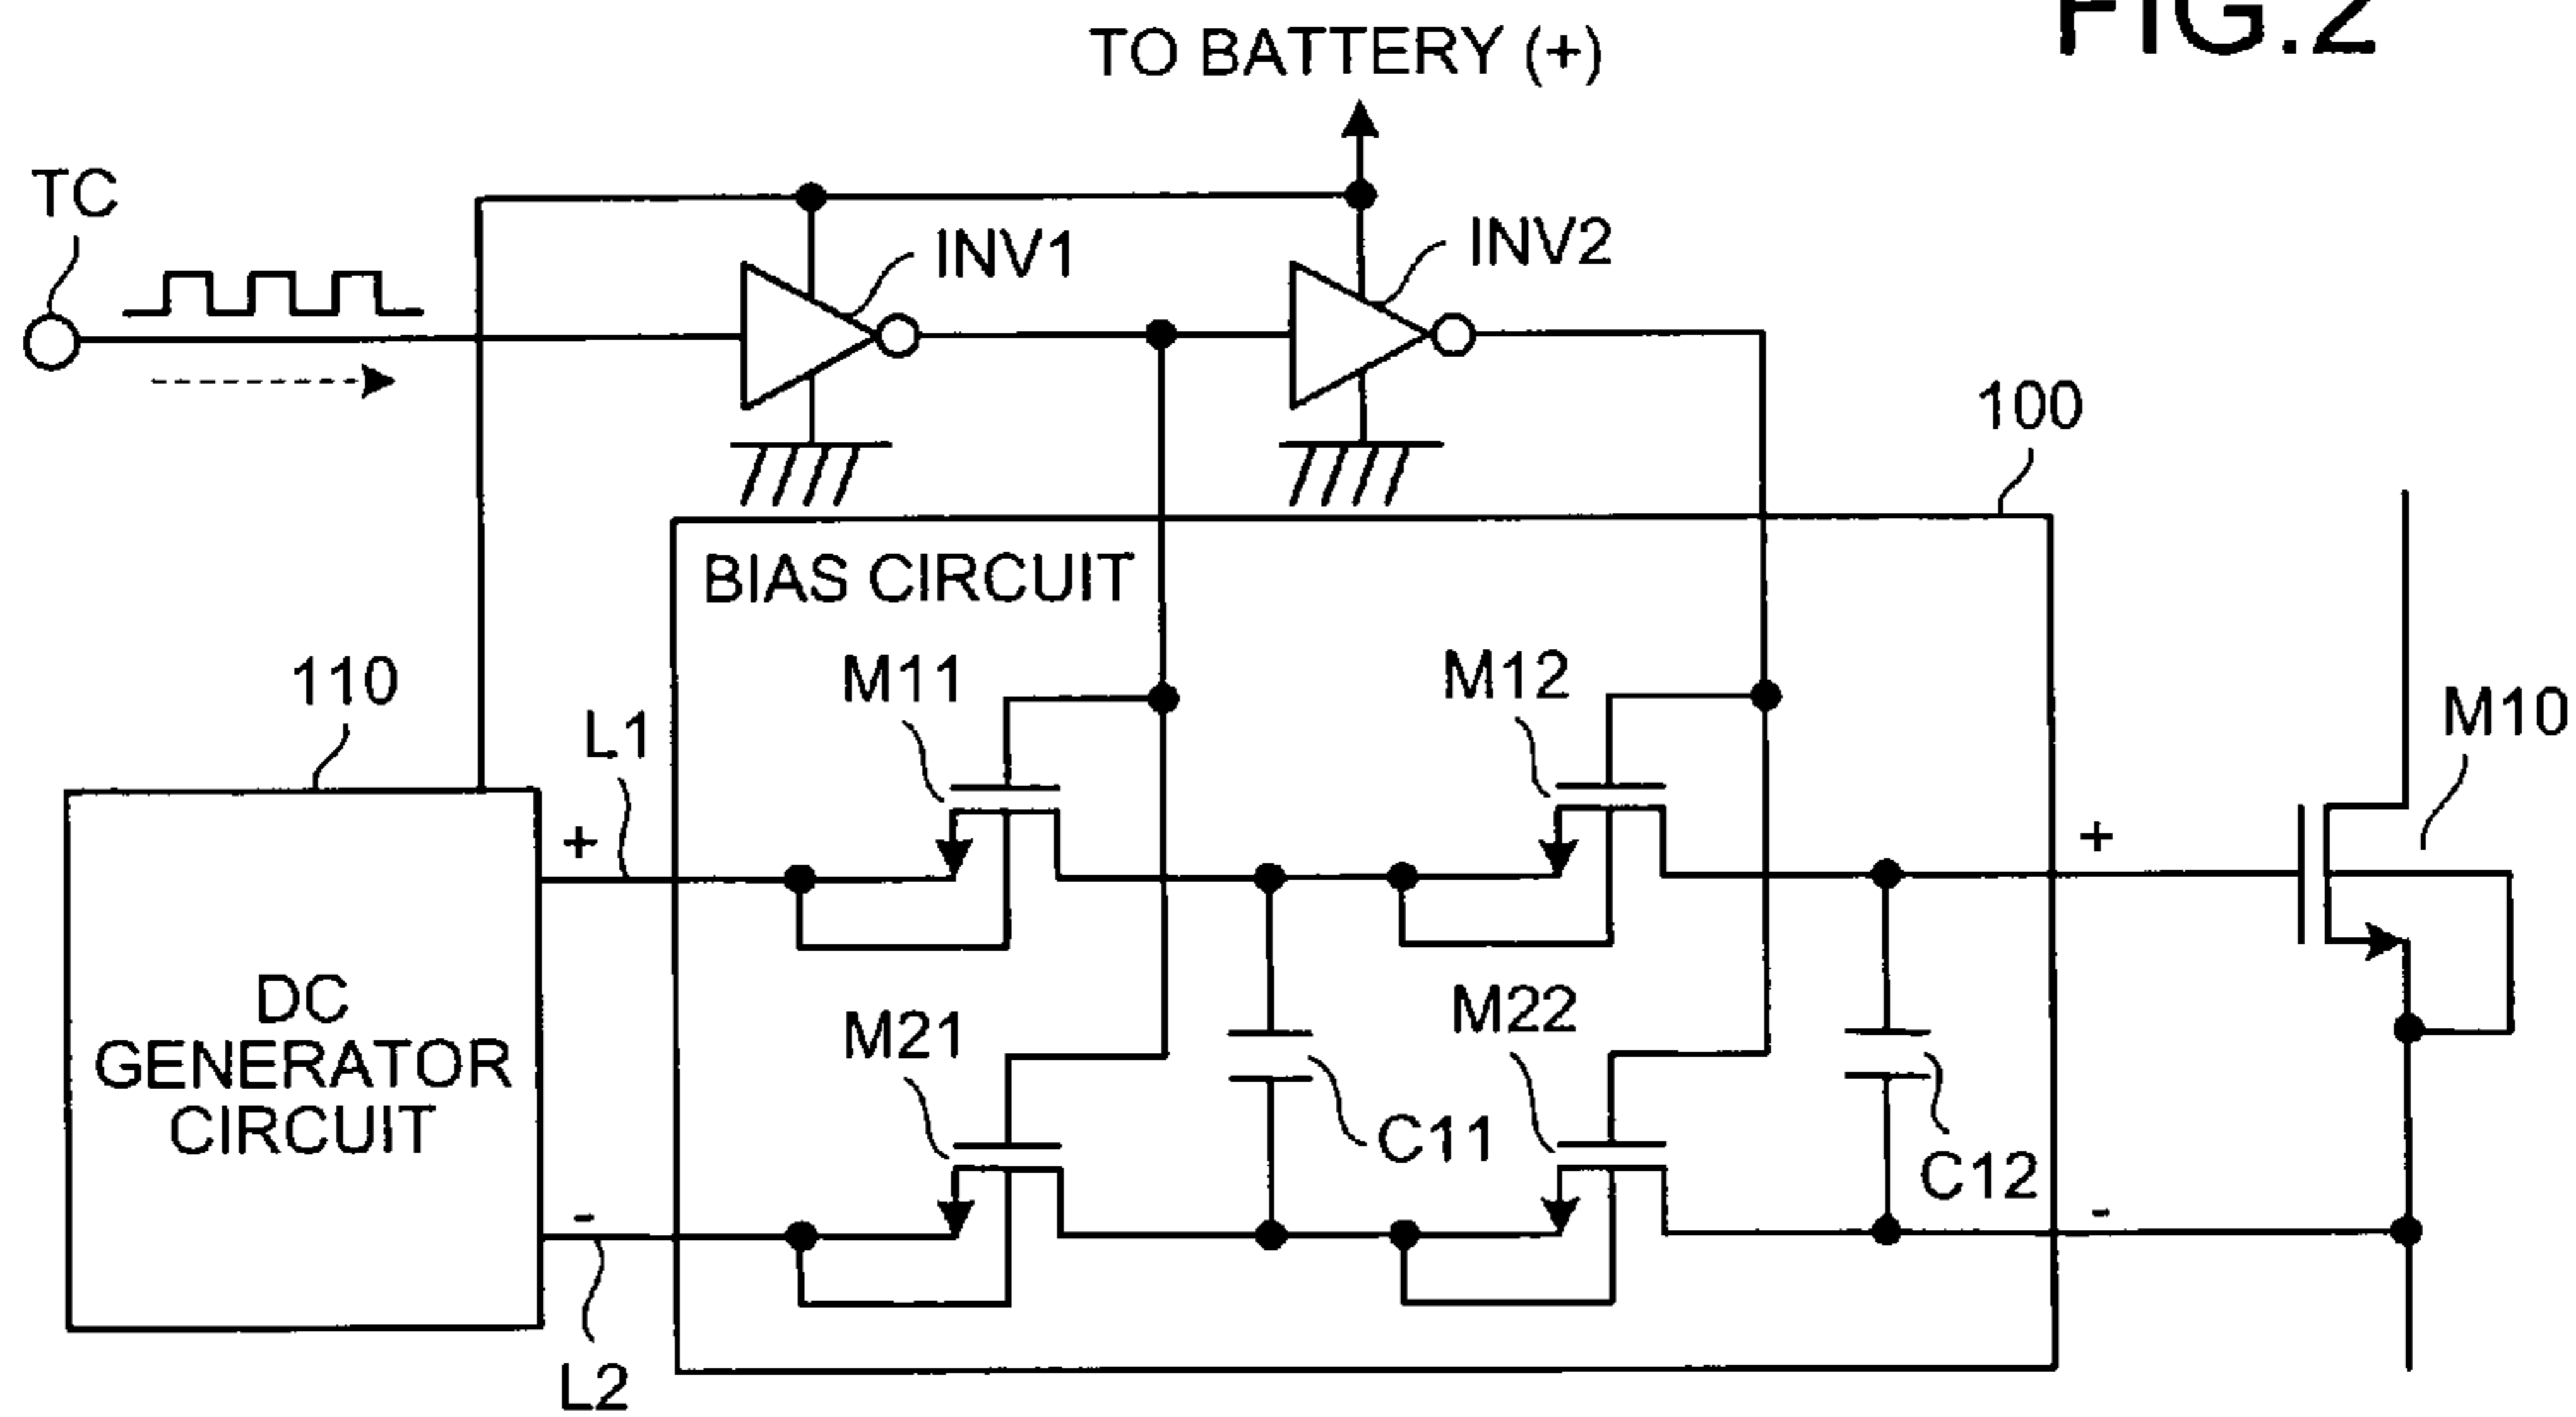 FIG.2
TO BATTERY (+)
TC
INV1
INV2
100
BIAS CIRCUIT
110
L1
M11
M12
M10
+
+
DC
GENERATOR
CIRCUIT
M21
M22
C11
C12
-
-
L2